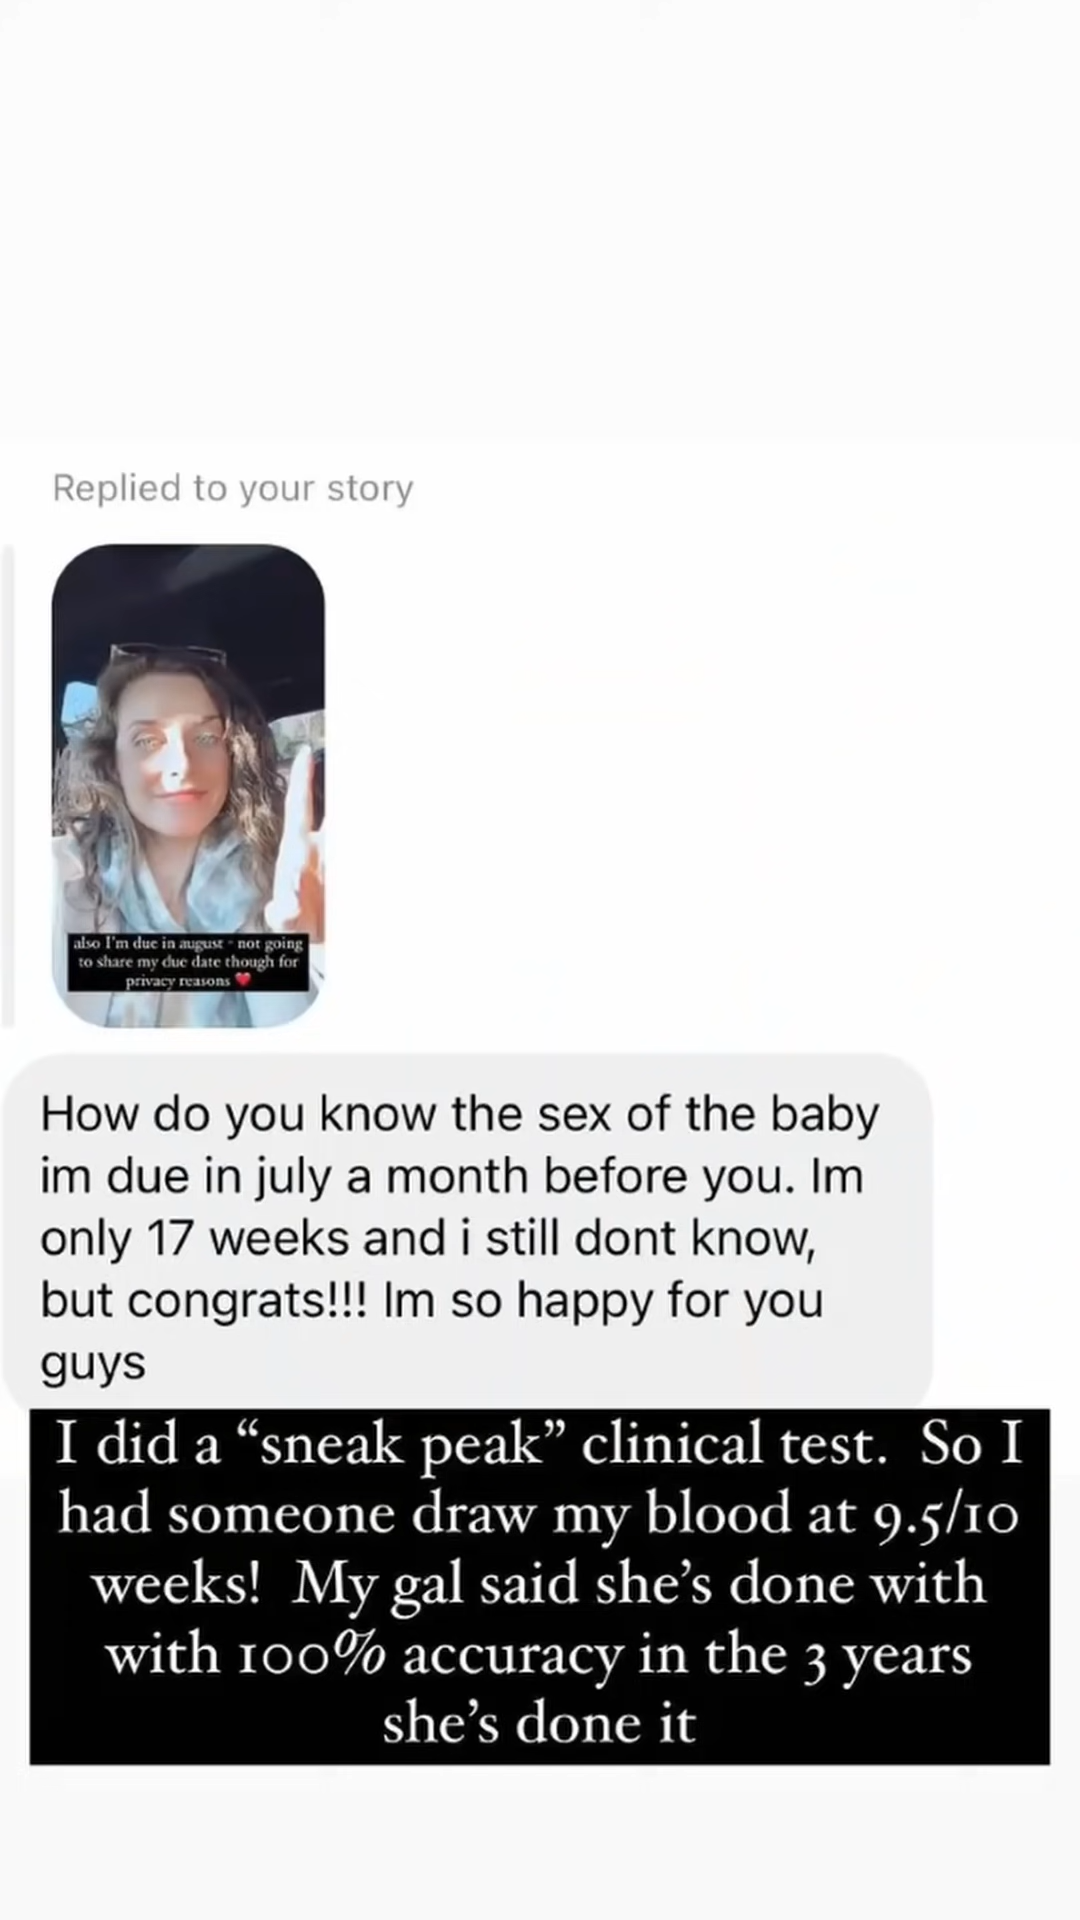 Replied to your story
also I'm due in august - not going
to share my due date though for
privacy reasons ❤️
How do you know the sex of the baby
im due in july a month before you. Im
only 17 weeks and i still dont know,
but congrats!!! Im so happy for you
guys
I did a “sneak peak” clinical test. So I
had someone draw my blood at 9.5/10
weeks! My gal said she’s done with
with 100% accuracy in the 3 years
she’s done it